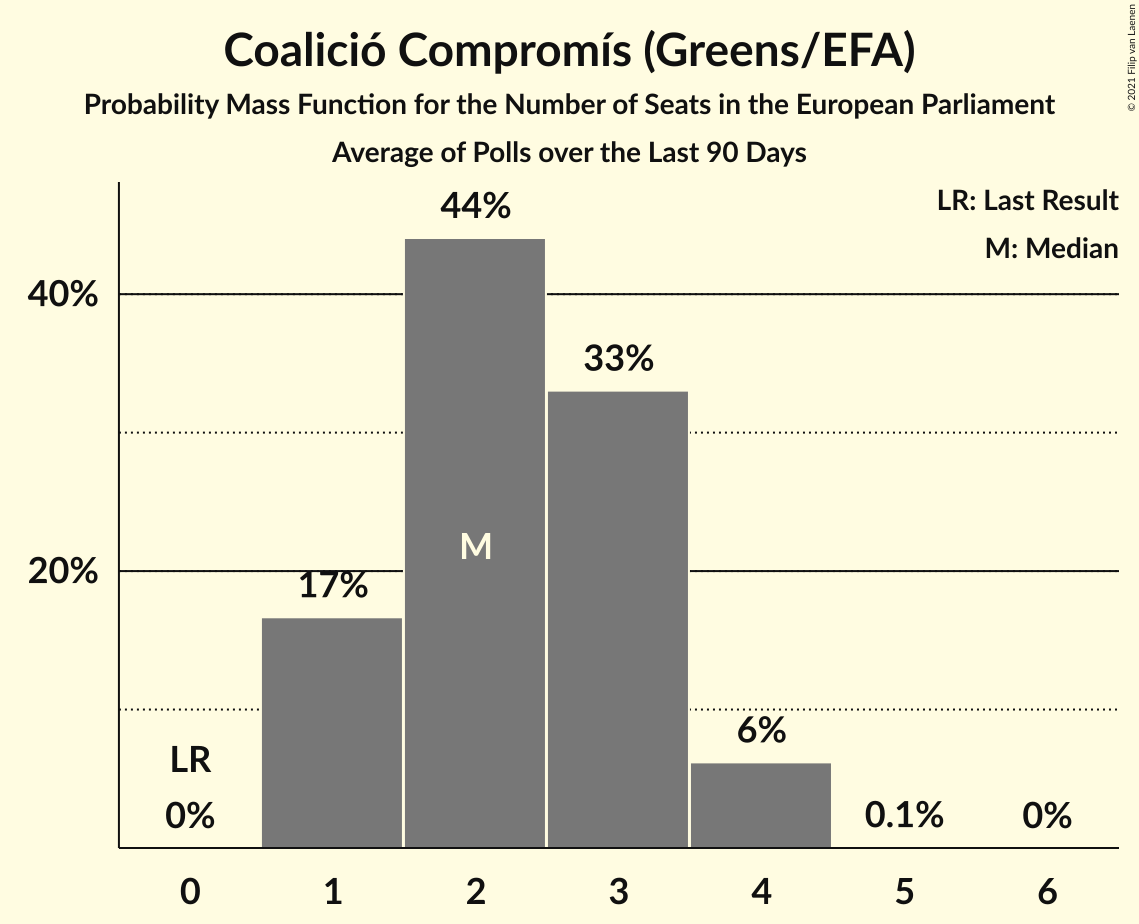 Coalició Compromís (Greens/EFA)
Probability Mass Function for the Number of Seats in the European Parliament
Average of Polls over the Last 90 Days
© 2021 Filip van Laenen
LR: Last Result
M: Median
44%
40%
33%
M
20%
17%
6%
LR
0%
0.1%
0%
0 1 2 3 4 5 6